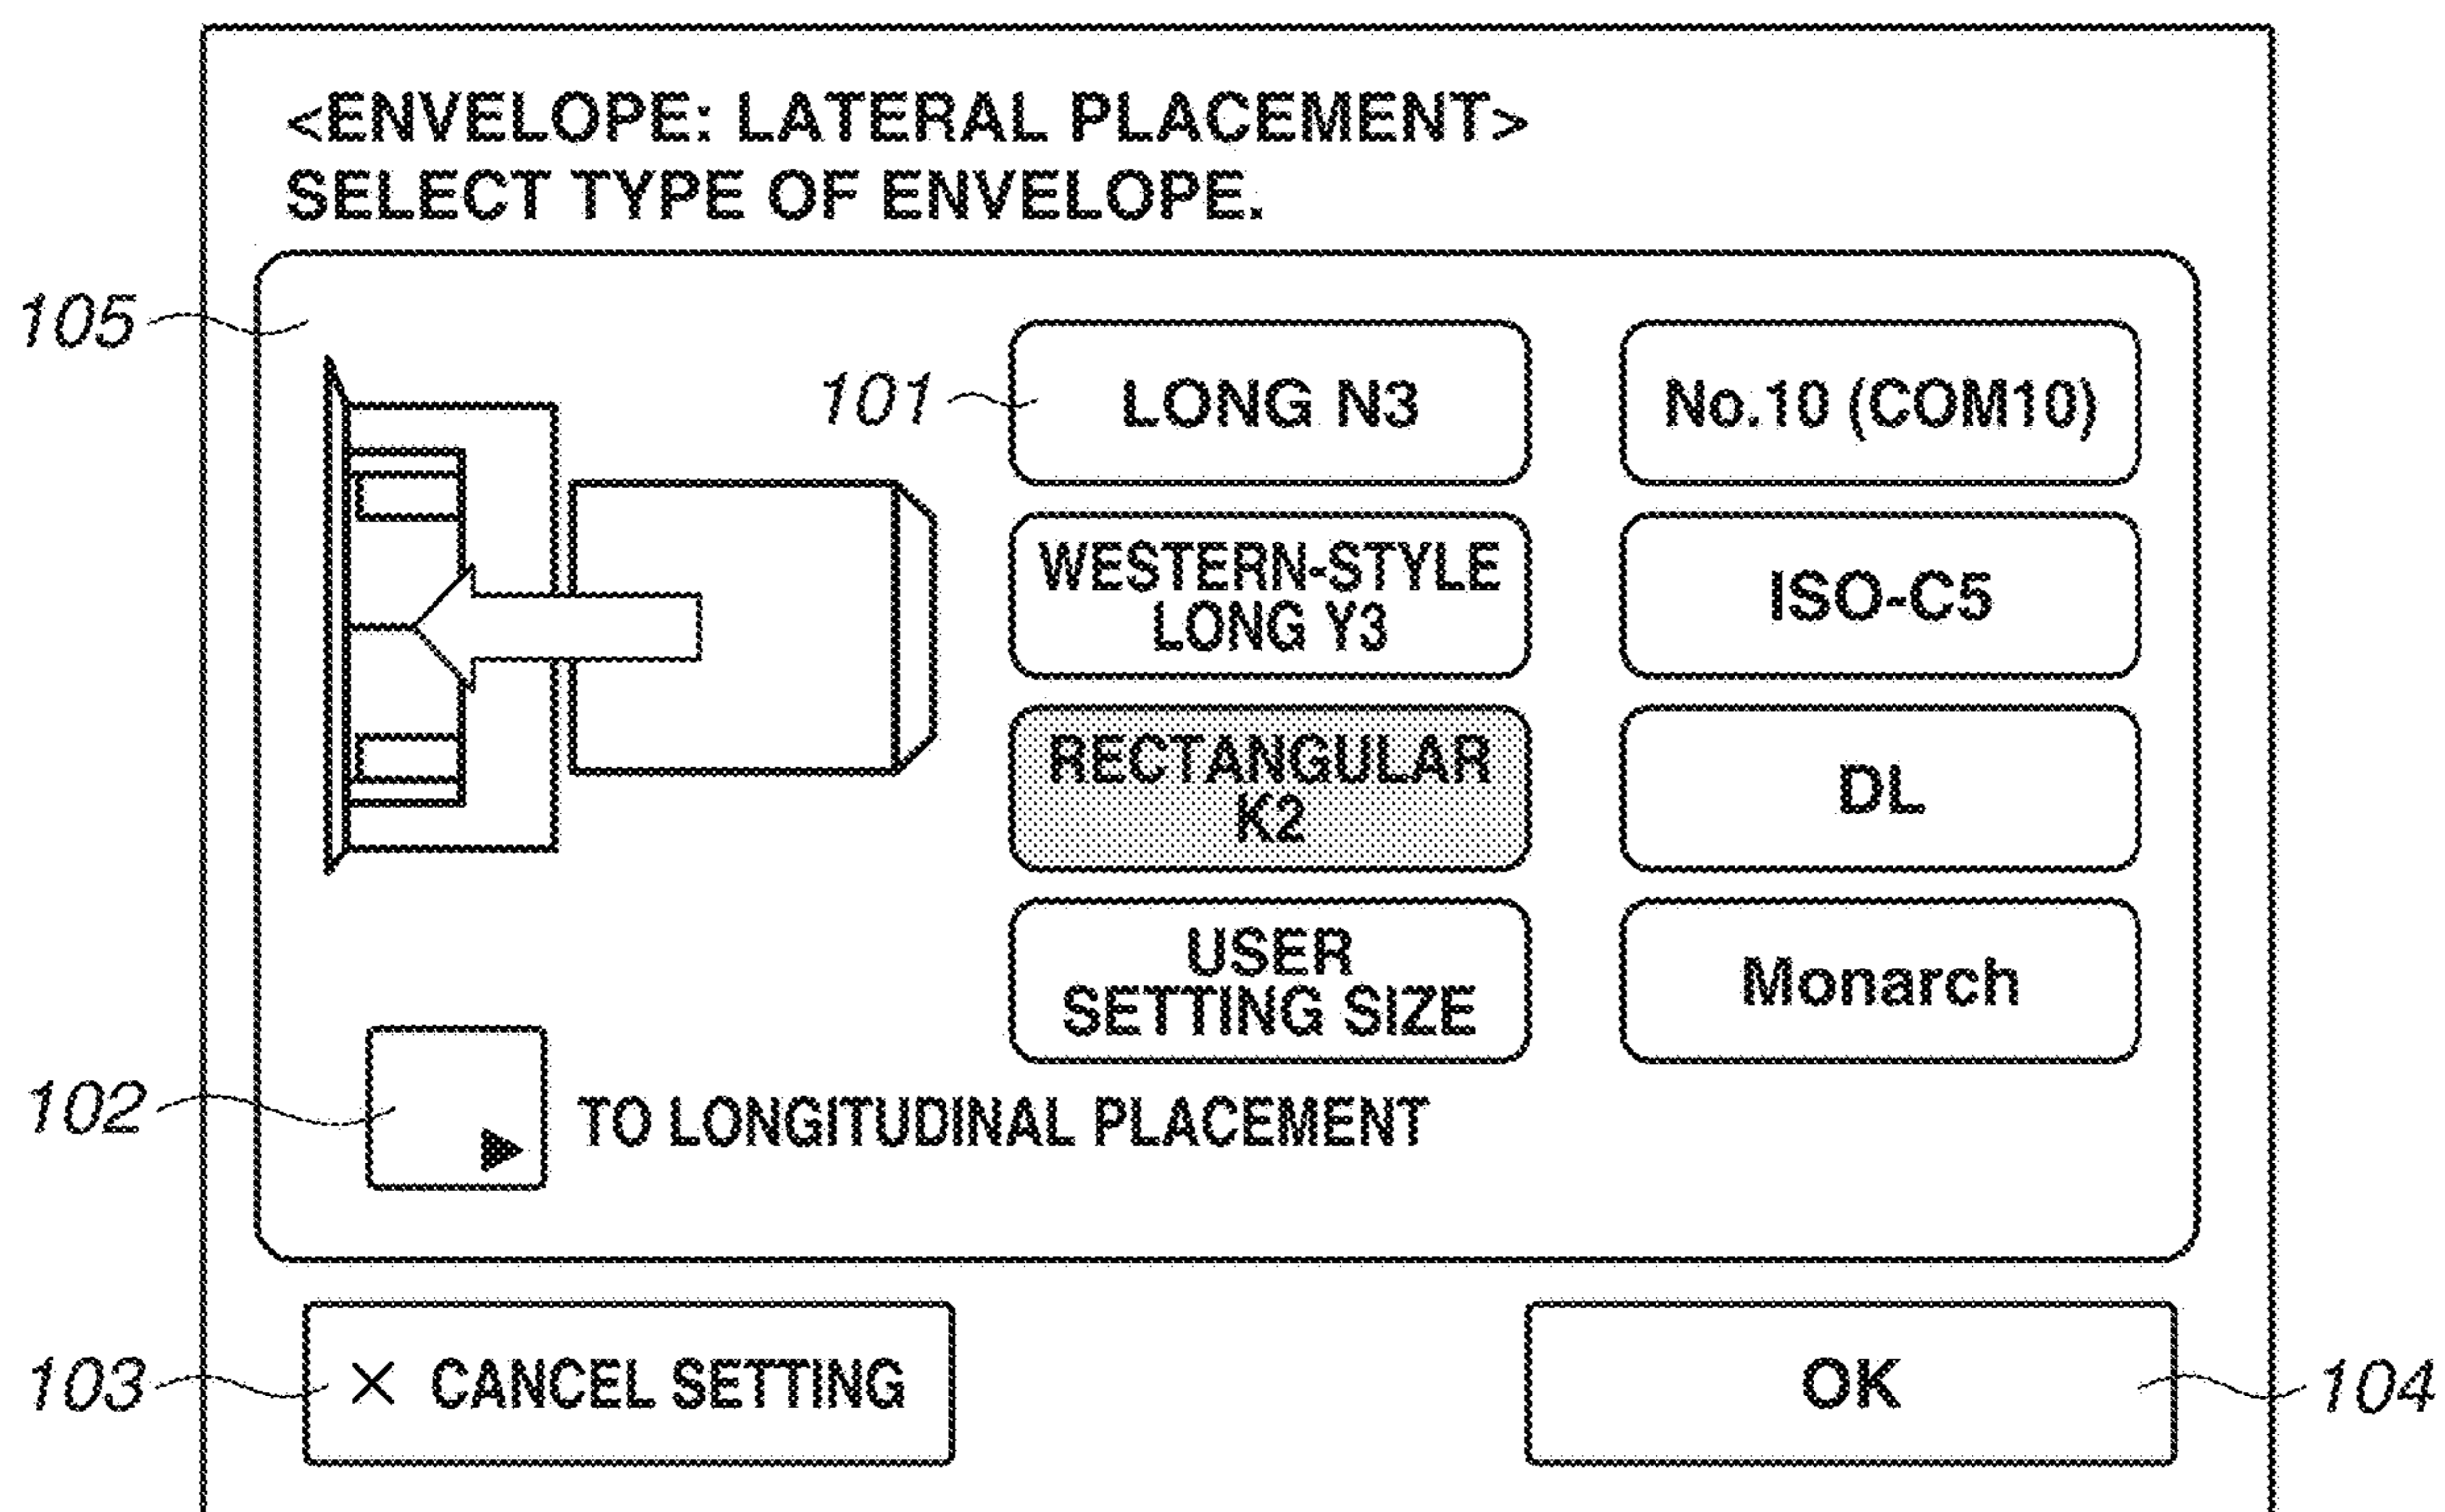 <ENVELOPE: LATERAL PLACEMENT>
SELECT TYPE OF ENVELOPE.
105
101
LONG N3
No.10 (COM10)
WESTERN-STYLE
LONG Y3
ISO-C5
RECTANGULAR
K2
DL
USER
SETTING SIZE
Monarch
102
TO LONGITUDINAL PLACEMENT
103
× CANCEL SETTING
OK
104